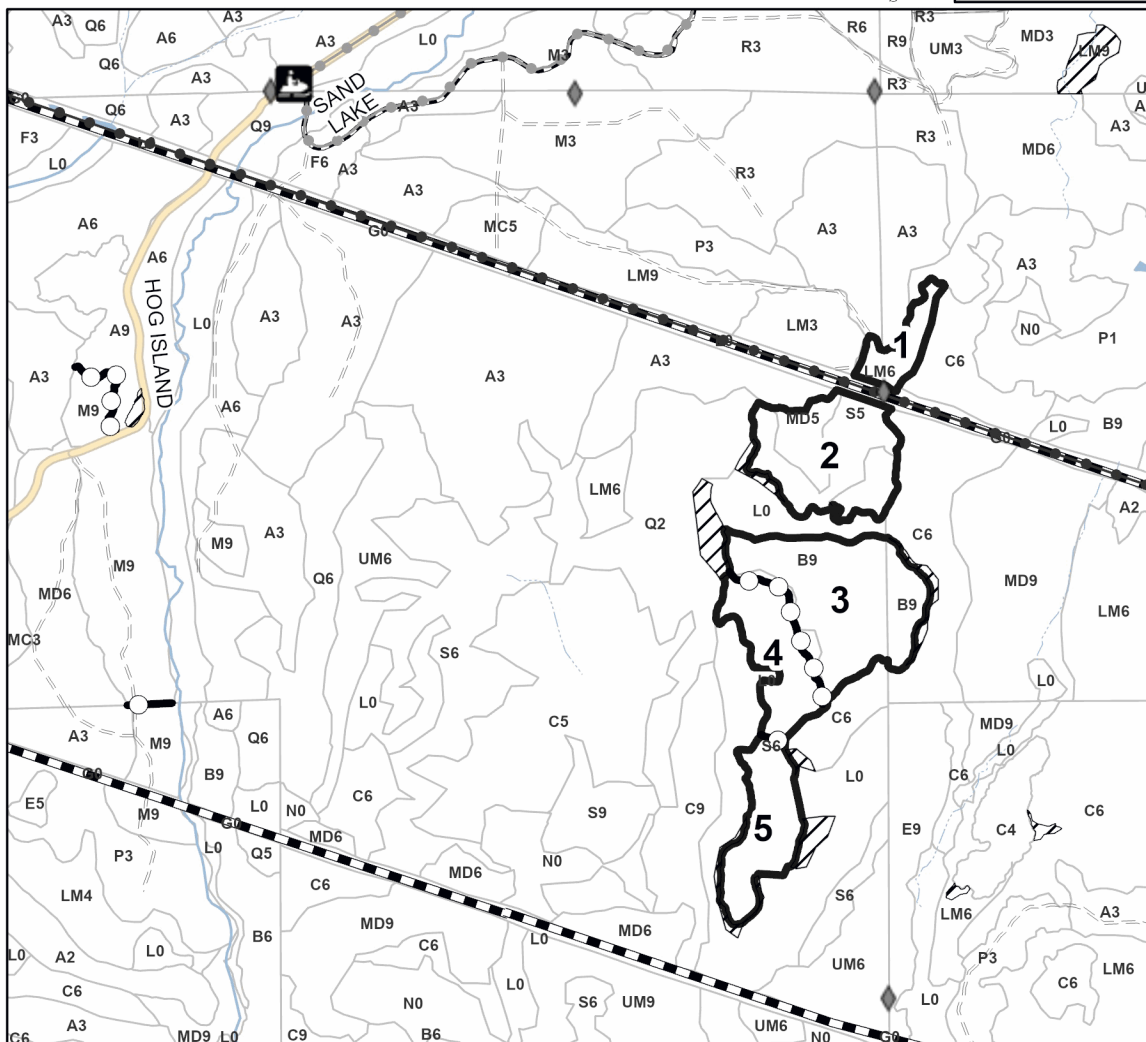 A3
Q6
A6
A3
A3
L0
M3
R3
R6
R3
R9
UM3
MD3
LM9
Q6
A3
R3
Q6
A3
Q9
SAND
LAKE
A3
F3
L0
F6
A3
M3
R3
MD6
A3
A3
R3
A6
A6
MC5
G0
P3
A3
A3
A3
LM9
HOG ISLAND
A9
L0
A3
A3
LM3
N0
P1
1
A3
A3
A3
C6
LM6
M9
A6
MD5
S5
L0
B9
G0
2
LM6
L0
Q2
A2
M9
A3
C6
M9
UM6
B9
MD9
MD6
Q6
3
B9
LM6
MC3
S6
4
L0
L0
A6
C5
C6
MD9
A3
M9
Q6
S6
L0
G0
B9
L0
C6
E5
L0
N0
C6
S9
C9
M9
G0
MD6
5
E9
C4
C6
P3
L0
Q5
N0
LM4
C6
MD6
S6
LM6
A3
MD9
MD6
B6
L0
A2
L0
C6
L0
UM6
P3
C6
LM6
C6
N0
L0
S6
UM9
L0
C6
A3
MD9
L0
C9
B6
UM6
N0
G0